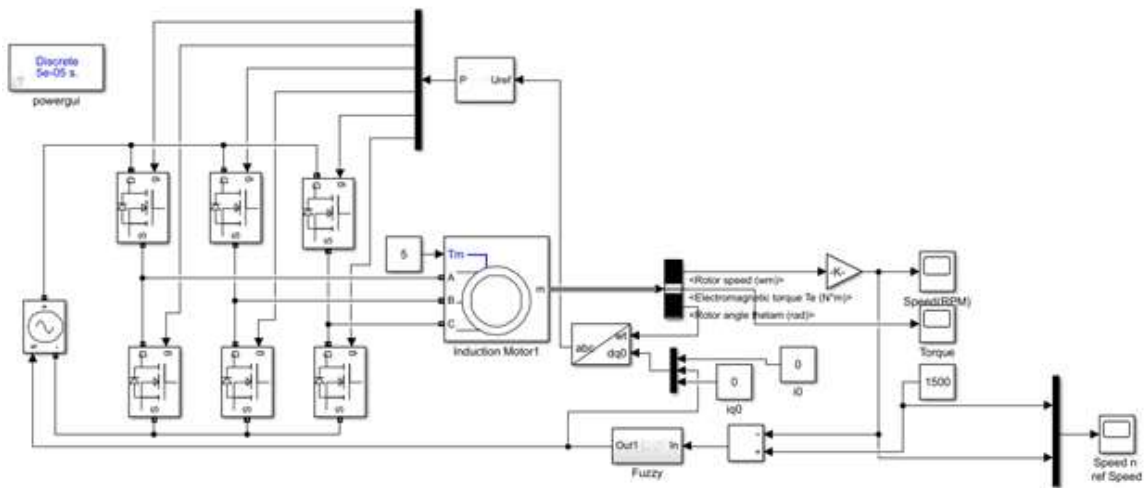 Discrete
5e-05 s.
powergui
P
Uref
g
D
S
g
D
S
g
D
S
5
Tm
A
B
C
m
Induction Motor1
-K-
<Rotor speed (wm)>
<Electromagnetic torque Te (N*m)>
<Rotor angle thetam (rad)>
Speed(RPM)
Torque
abc
wt
dq0
0
i0
0
iq0
1500
g
D
S
g
D
S
g
D
S
Out1
In
Fuzzy
-
+
Speed n
ref Speed